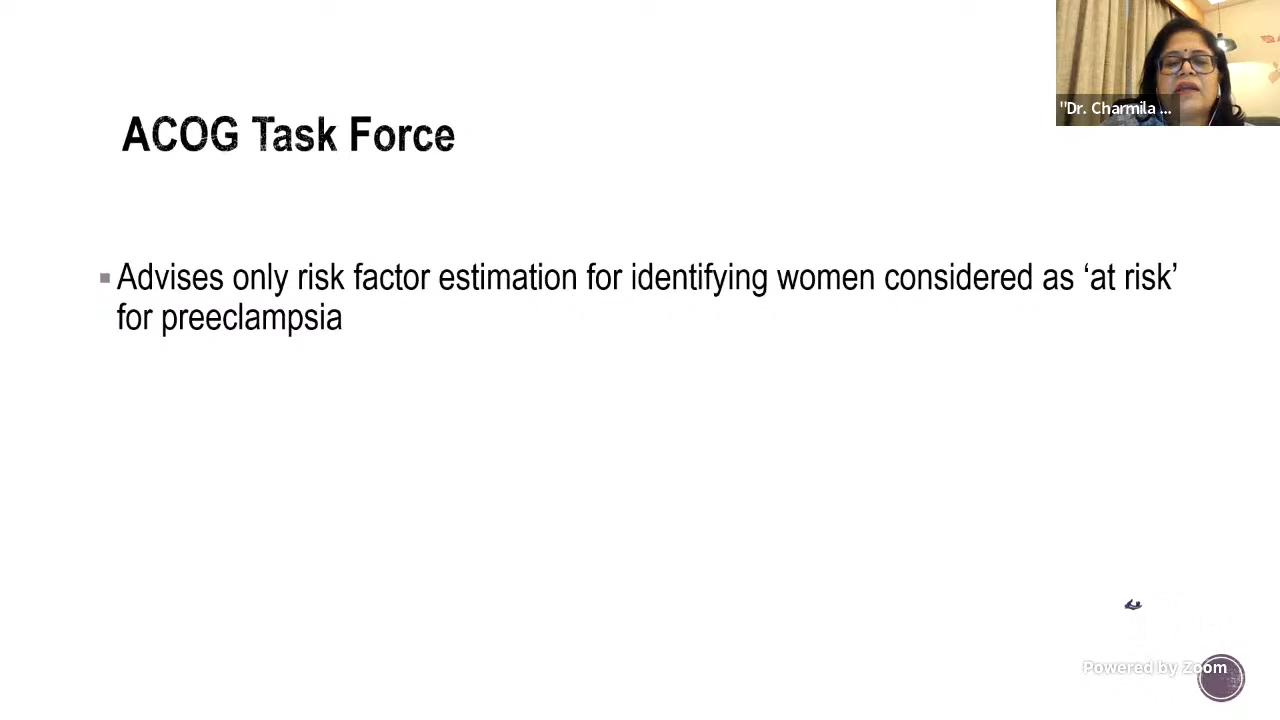 "Dr. Charmila ...
ACOG Task Force
Advises only risk factor estimation for identifying women considered as ‘at risk’
for preeclampsia
Powered by Zoom